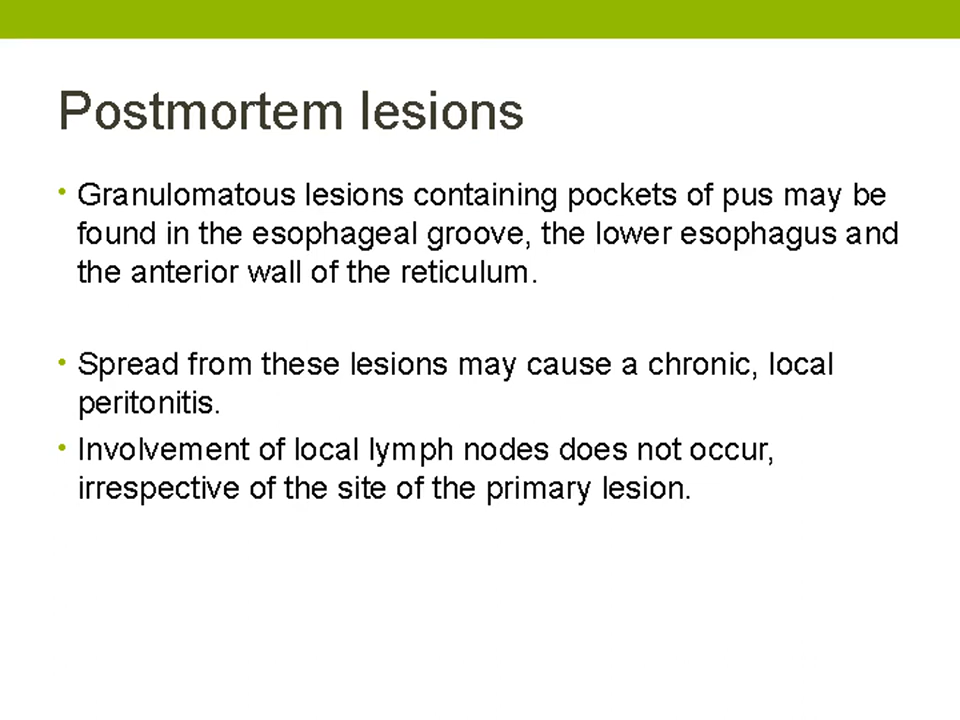 Postmortem lesions
• Granulomatous lesions containing pockets of pus may be
found in the esophageal groove, the lower esophagus and
the anterior wall of the reticulum.
• Spread from these lesions may cause a chronic, local
peritonitis.
• Involvement of local lymph nodes does not occur,
irrespective of the site of the primary lesion.